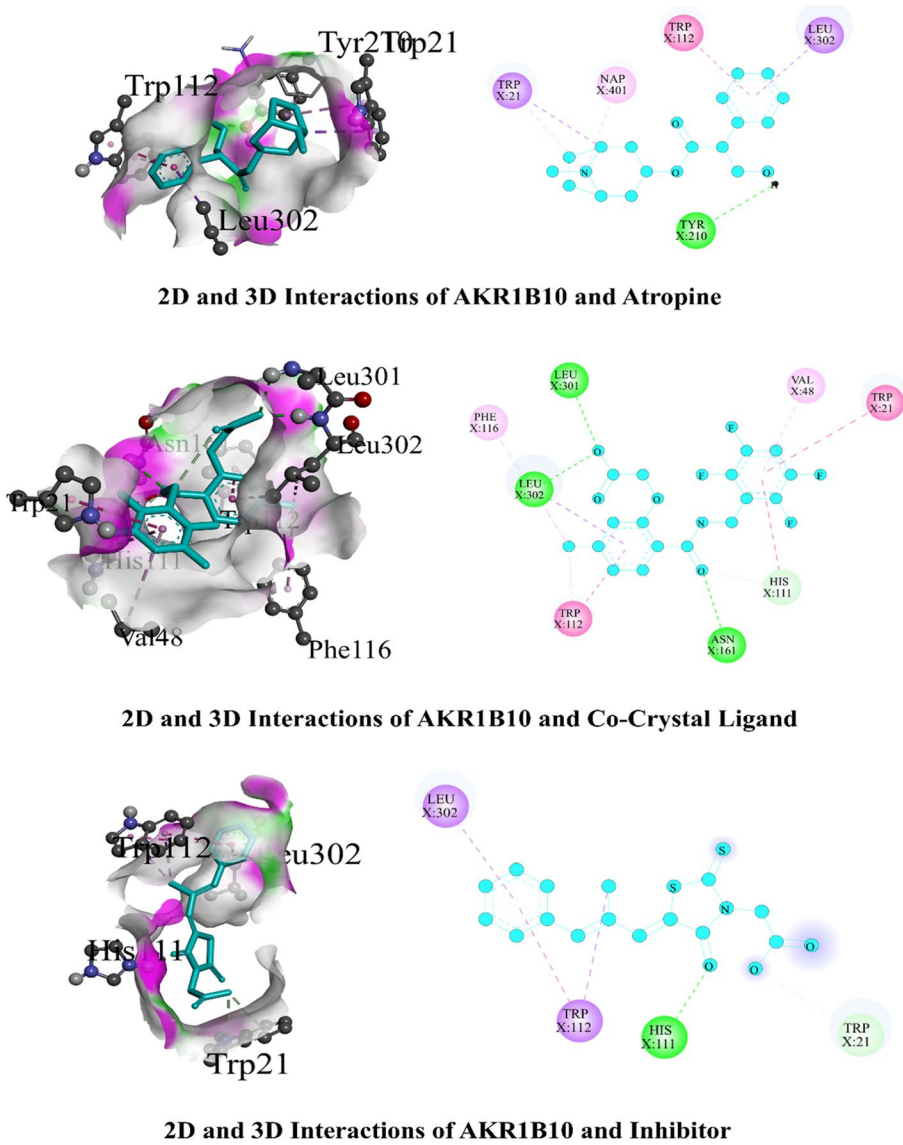 Tyr210
Trp21
Trp112
Leu302
TRP
X:112
LEU
X:302
TRP
X:21
NAP
X:401
O
N
O
O
H
TYR
X:210
2D and 3D Interactions of AKR1B10 and Atropine
Leu301
Leu302
Trp21
His111
Val48
Phe116
LEU
X:301
VAL
X:48
TRP
X:21
PHE
X:116
LEU
X:302
O
O
O
F
F
F
F
N
O
TRP
X:112
HIS
X:111
ASN
X:161
2D and 3D Interactions of AKR1B10 and Co-Crystal Ligand
Trp112
Leu302
His111
Trp21
LEU
X:302
S
S
N
O
O
O
TRP
X:112
HIS
X:111
TRP
X:21
2D and 3D Interactions of AKR1B10 and Inhibitor